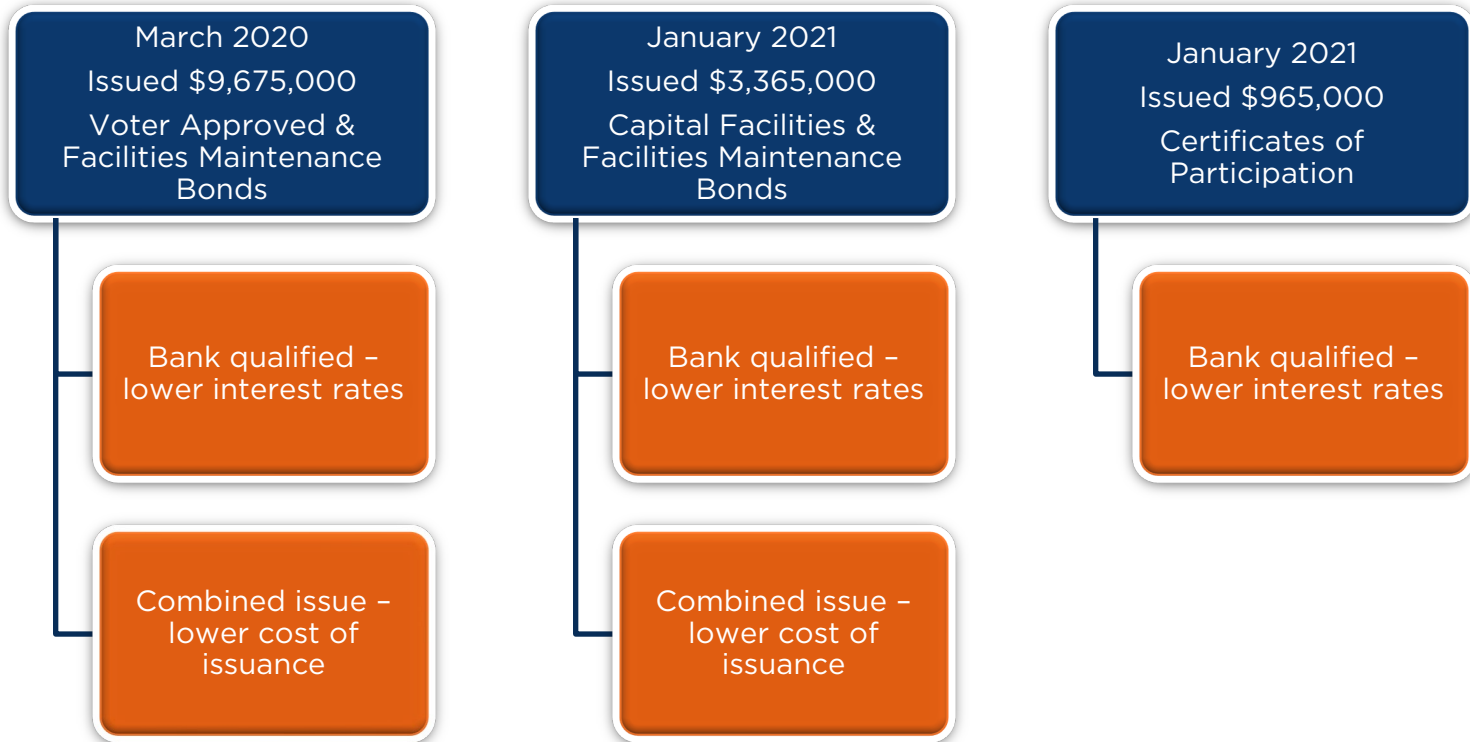 March 2020
Issued $9,675,000
Voter Approved &
Facilities Maintenance
Bonds
Bank qualified –
lower interest rates
Combined issue –
lower cost of
issuance
January 2021
Issued $3,365,000
Capital Facilities &
Facilities Maintenance
Bonds
Bank qualified –
lower interest rates
Combined issue –
lower cost of
issuance
January 2021
Issued $965,000
Certificates of
Participation
Bank qualified –
lower interest rates